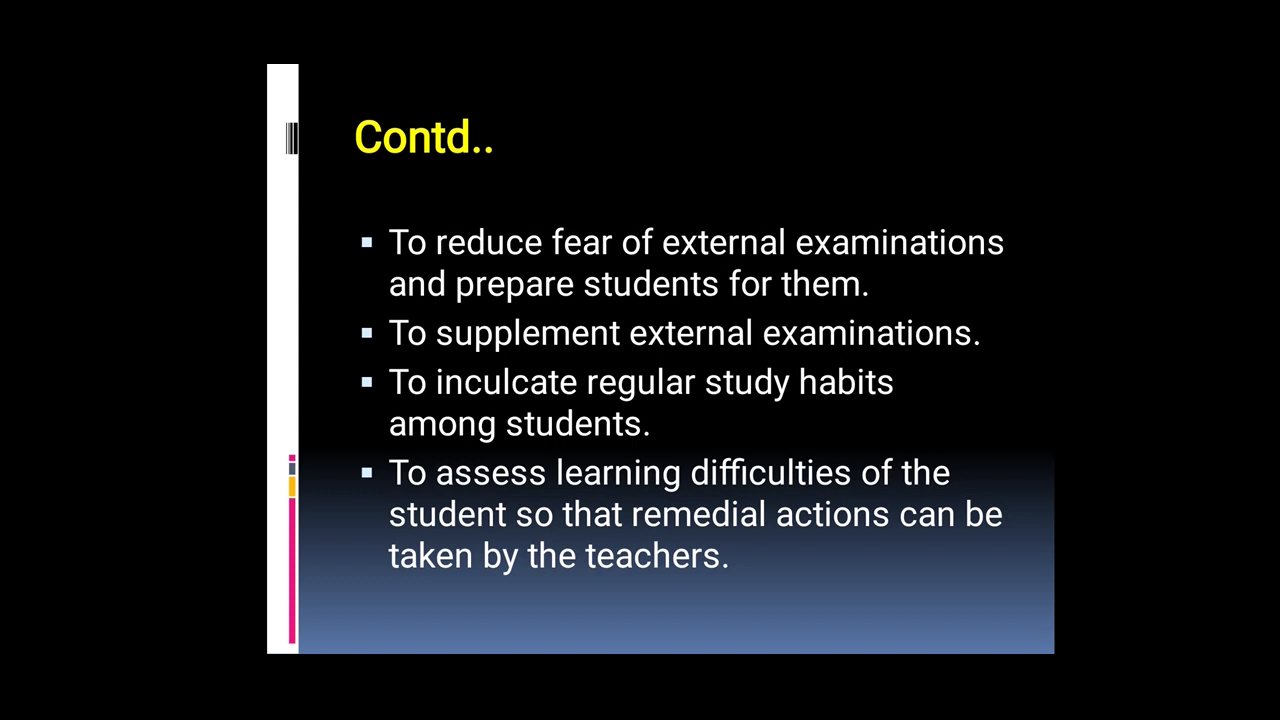 Contd..
To reduce fear of external examinations
and prepare students for them.
To supplement external examinations.
To inculcate regular study habits
among students.
To assess learning difficulties of the
student so that remedial actions can be
taken by the teachers.